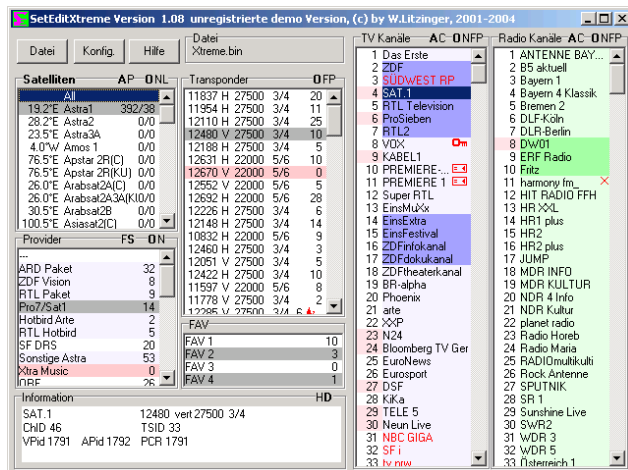 SetEditXtreme Version 1.08 unregistrierte demo Version, (c) by W.Litzinger, 2001-2004
Datei
Konfig.
Hilfe
Datei
Xtreme.bin
Satelliten AP ONL
All
19.2°E Astra1 392/38
28.2°E Astra2 0/0
23.5°E Astra3A 0/0
4.0°W Amos 1 0/0
76.5°E Apstar 2R(C) 0/0
76.5°E Apstar 2R(KU) 0/0
26.0°E Arabsat2A(C) 0/0
26.0°E Arabsat2A3A(KI 0/0
30.5°E Arabsat2B 0/0
100.5°E Asiasat2(C) 0/0
Transponder OFP
11837 H 27500 3/4 20
11954 H 27500 3/4 11
12110 H 27500 3/4 25
12480 V 27500 3/4 10
12188 H 27500 3/4 5
12631 H 22000 5/6 10
12670 V 22000 5/6 0
12552 V 22000 5/6 5
12692 H 22000 5/6 28
12226 H 27500 3/4 6
12148 H 27500 3/4 14
10832 H 22000 5/6 9
12460 H 27500 3/4 3
12051 V 27500 3/4 5
12422 H 27500 3/4 10
11597 V 22000 5/6 8
11778 V 27500 3/4 2
12285 V 27500 3/4 6
Provider FS ON
---
ARD Paket 32
ZDF Vision 8
RTL Paket 9
Pro7/Sat1 14
Hotbird Arte 2
RTL Hotbird 5
SF DRS 20
Sonstige Astra 53
Xtra Music 0
ORF 26
FAV
FAV 1 10
FAV 2 3
FAV 3 0
FAV 4 1
Information HD
SAT.1 12480 vert 27500 3/4
ChID 46 TSID 33
VPid 1791 APid 1792 PCR 1791
TV Kanäle AC ONFP
1 Das Erste
2 ZDF
3 SÜDWEST RP
4 SAT.1
5 RTL Television
6 ProSieben
7 RTL2
8 VOX
9 KABEL1
10 PREMIERE-...
11 PREMIERE 1
12 Super RTL
13 EinsMuXx
14 EinsExtra
15 EinsFestival
16 ZDFinfokanal
17 ZDFdokukanal
18 ZDFtheaterkanal
19 BR-alpha
20 Phoenix
21 arte
22 XXP
23 N24
24 Bloomberg TV Ger
25 EuroNews
26 Eurosport
27 DSF
28 KiKa
29 TELE 5
30 Neun Live
31 NBC GIGA
32 SF i
33 tv nrw
Radio Kanäle AC ONFP
1 ANTENNE BAY...
2 B5 aktuell
3 Bayern 1
4 Bayern 4 Klassik
5 Bremen 2
6 DLF-Köln
7 DLR-Berlin
8 DW01
9 ERF Radio
10 Fritz
11 harmony fm_
12 HIT RADIO FFH
13 HR XXL
14 HR1 plus
15 HR2
16 HR2 plus
17 JUMP
18 MDR INFO
19 MDR KULTUR
20 NDR 4 Info
21 NDR Kultur
22 planet radio
23 Radio Horeb
24 Radio Maria
25 RADIOmultikulti
26 Rock Antenne
27 SPUTNIK
28 SR 1
29 Sunshine Live
30 SWR2
31 WDR 3
32 WDR 5
33 Österreich 1